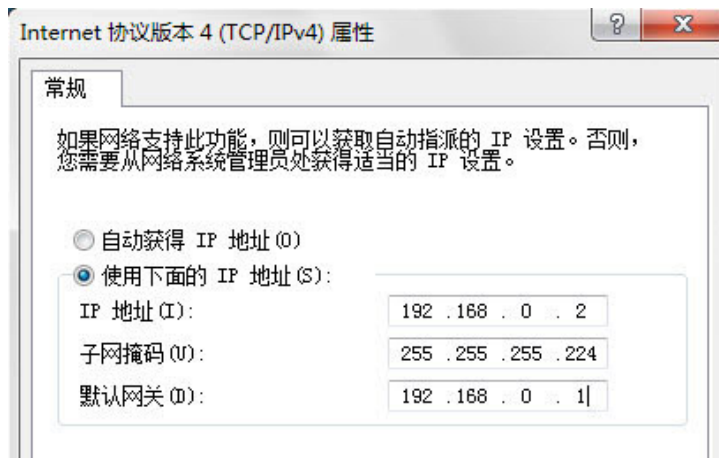 Internet 协议版本 4 (TCP/IPv4) 属性
常规
如果网络支持此功能，则可以获取自动指派的 IP 设置。否则，
您需要从网络系统管理员处获得适当的 IP 设置。
自动获得 IP 地址(O)
使用下面的 IP 地址(S):
IP 地址(I): 192 .168 . 0 . 2
子网掩码(U): 255 .255 .255 .224
默认网关(D): 192 .168 . 0 . 1